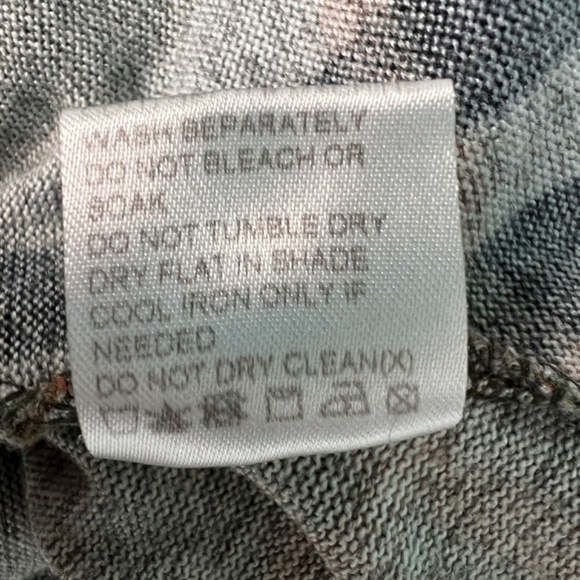 WASH SEPARATELY
DO NOT BLEACH OR
SOAK
DO NOT TUMBLE DRY
DRY FLAT IN SHADE
COOL IRON ONLY IF
NEEDED
DO NOT DRY CLEAN(X)